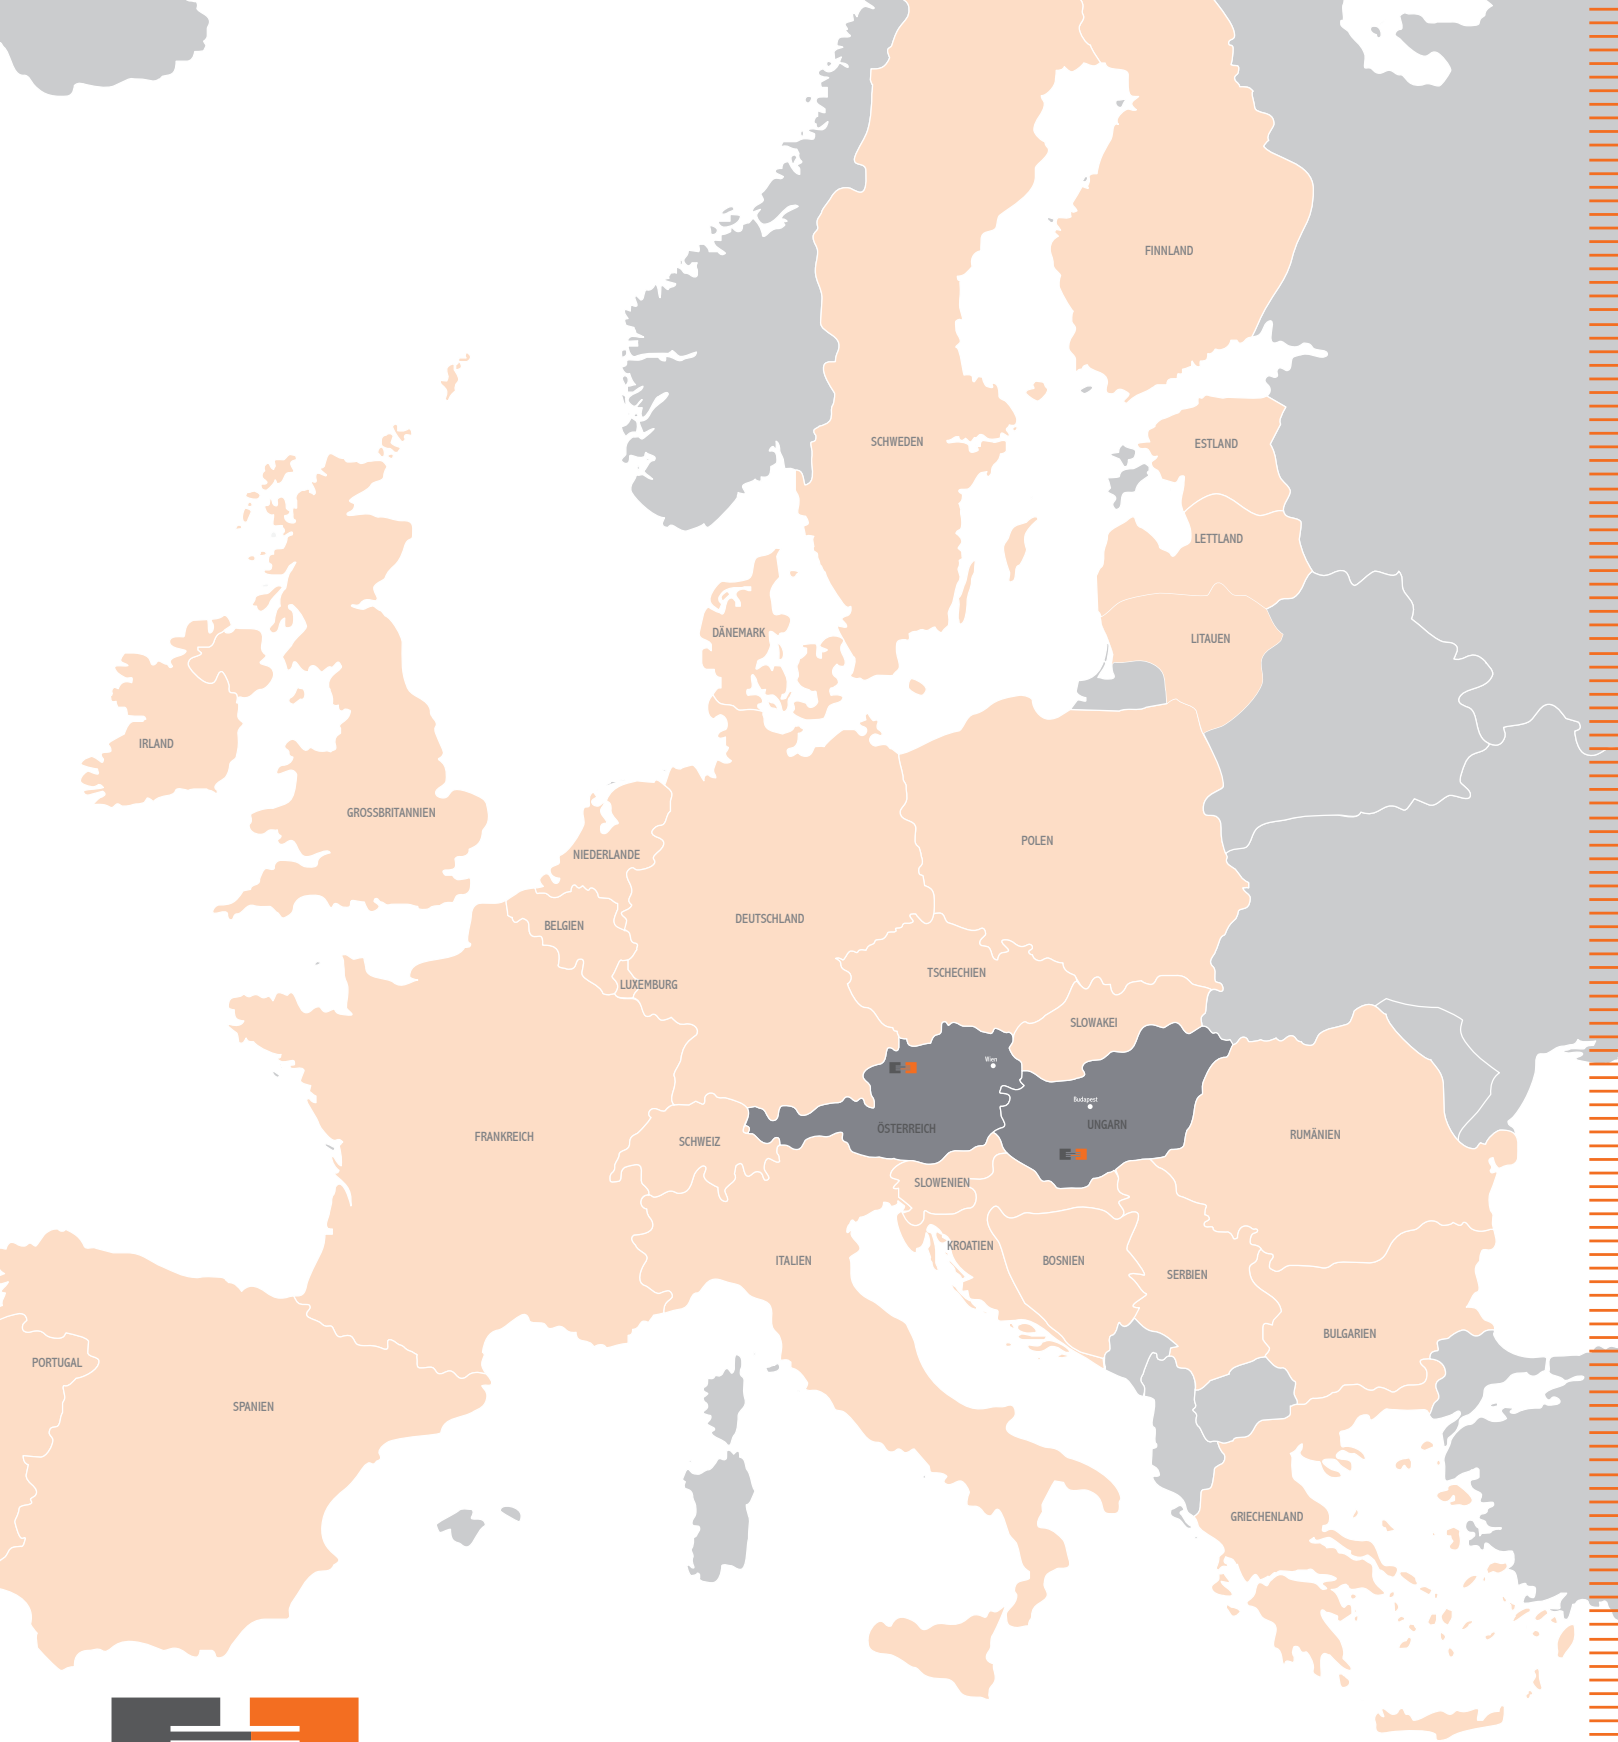 FINNLAND
SCHWEDEN
ESTLAND
LETTLAND
DÄNEMARK
LITAUEN
IRLAND
GROSSBRITANNIEN
POLEN
NIEDERLANDE
DEUTSCHLAND
BELGIEN
TSCHECHIEN
LUXEMBURG
SLOWAKEI
Wien
Budapest
UNGARN
ÖSTERREICH
FRANKREICH
SCHWEIZ
RUMÄNIEN
SLOWENIEN
KROATIEN
ITALIEN
BOSNIEN
SERBIEN
BULGARIEN
PORTUGAL
SPANIEN
GRIECHENLAND